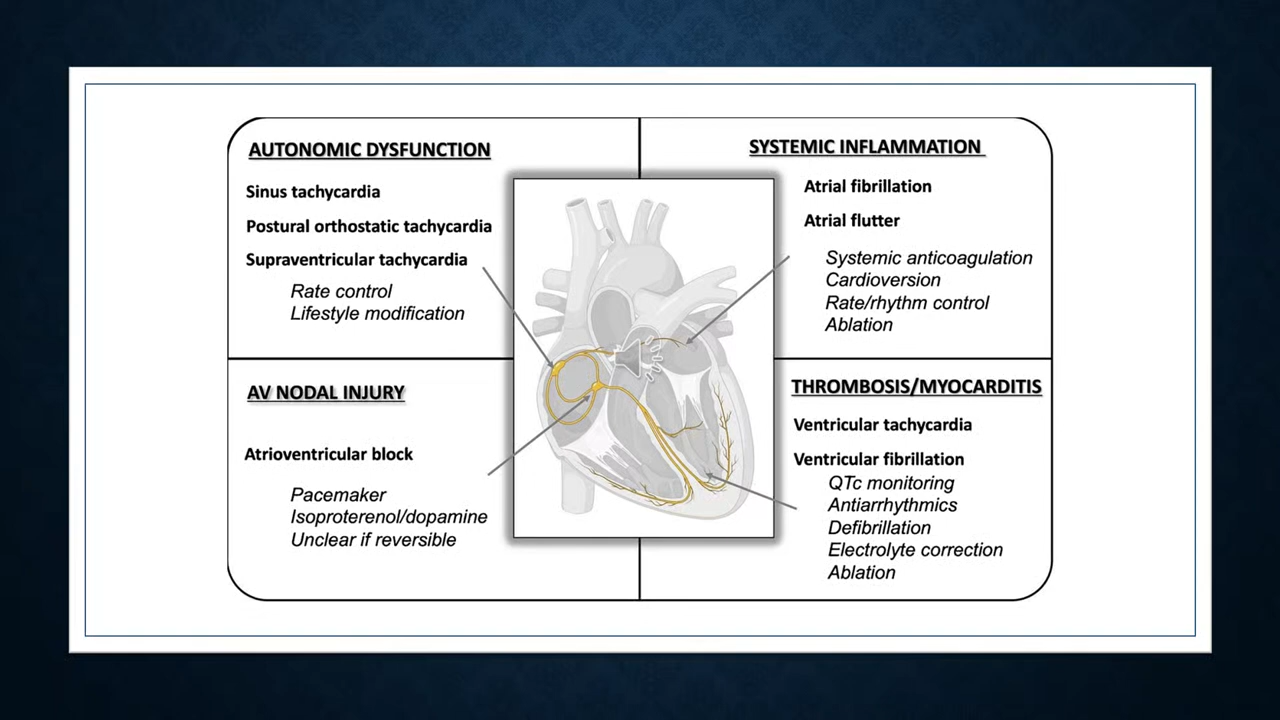 AUTONOMIC DYSFUNCTION
Sinus tachycardia
Postural orthostatic tachycardia
Supraventricular tachycardia
Rate control
Lifestyle modification
SYSTEMIC INFLAMMATION
Atrial fibrillation
Atrial flutter
Systemic anticoagulation
Cardioversion
Rate/rhythm control
Ablation
AV NODAL INJURY
Atrioventricular block
Pacemaker
Isoproterenol/dopamine
Unclear if reversible
THROMBOSIS/MYOCARDITIS
Ventricular tachycardia
Ventricular fibrillation
QTc monitoring
Antiarrhythmics
Defibrillation
Electrolyte correction
Ablation